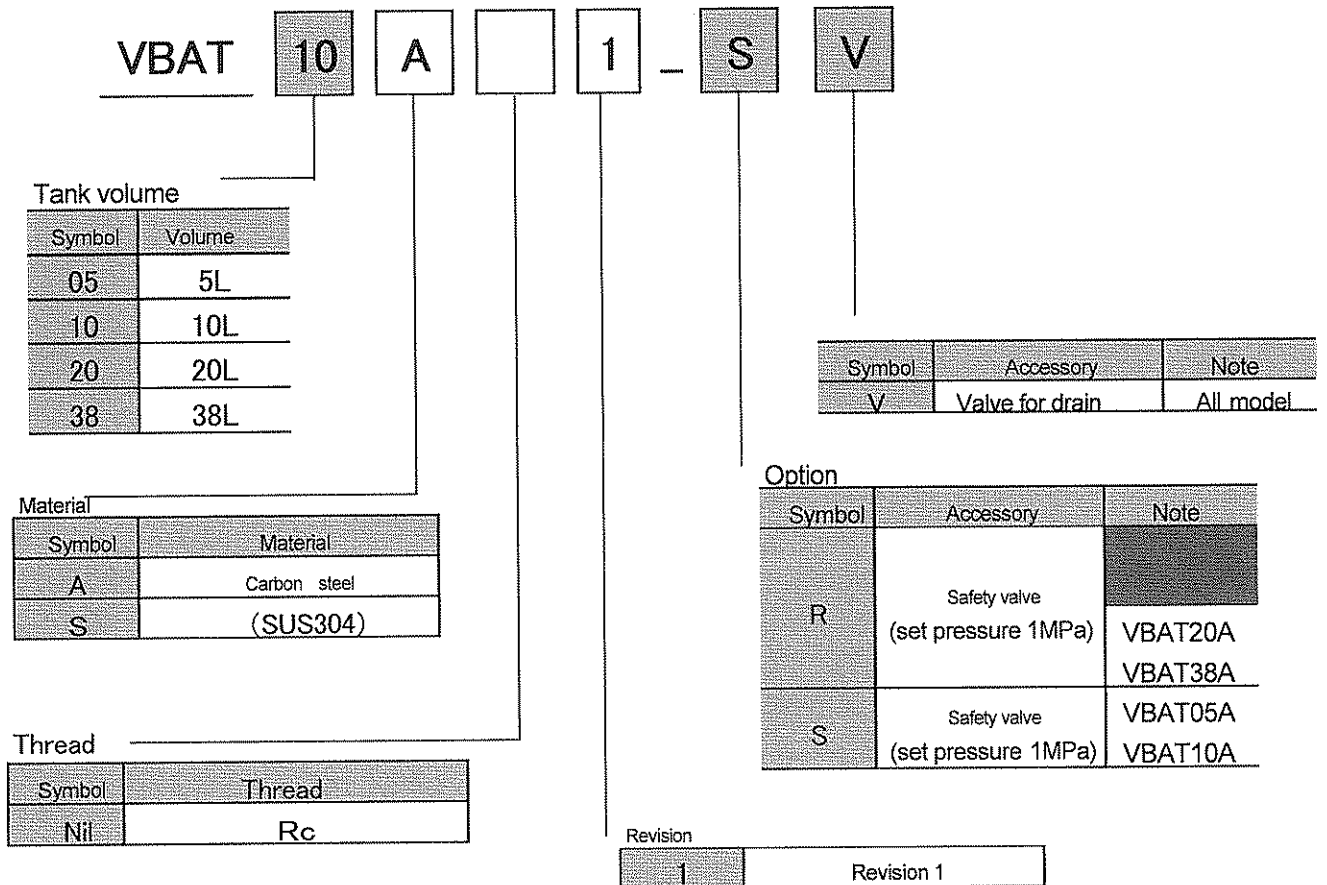 VBAT 10 A 1 - S V
Tank volume
Symbol Volume
05 5L
10 10L
20 20L
38 38L
Symbol Accessory Note
V Valve for drain All model
Material
Symbol Material
A Carbon steel
S (SUS304)
Option
Symbol Accessory Note
R Safety valve
(set pressure 1MPa) VBAT20A
VBAT38A
S Safety valve VBAT05A
(set pressure 1MPa) VBAT10A
Thread
Symbol Thread
Nil Rc
Revision
1 Revision 1